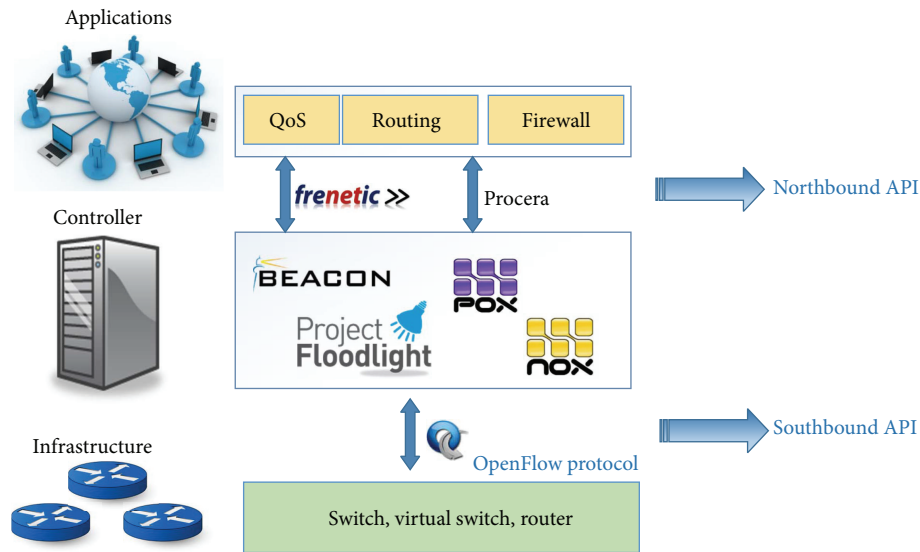 Applications
QoS
Routing
Firewall
frenetic >>
Procera
Northbound API
Controller
BEACON
POX
Project
Floodlight
nox
Southbound API
Infrastructure
OpenFlow protocol
Switch, virtual switch, router